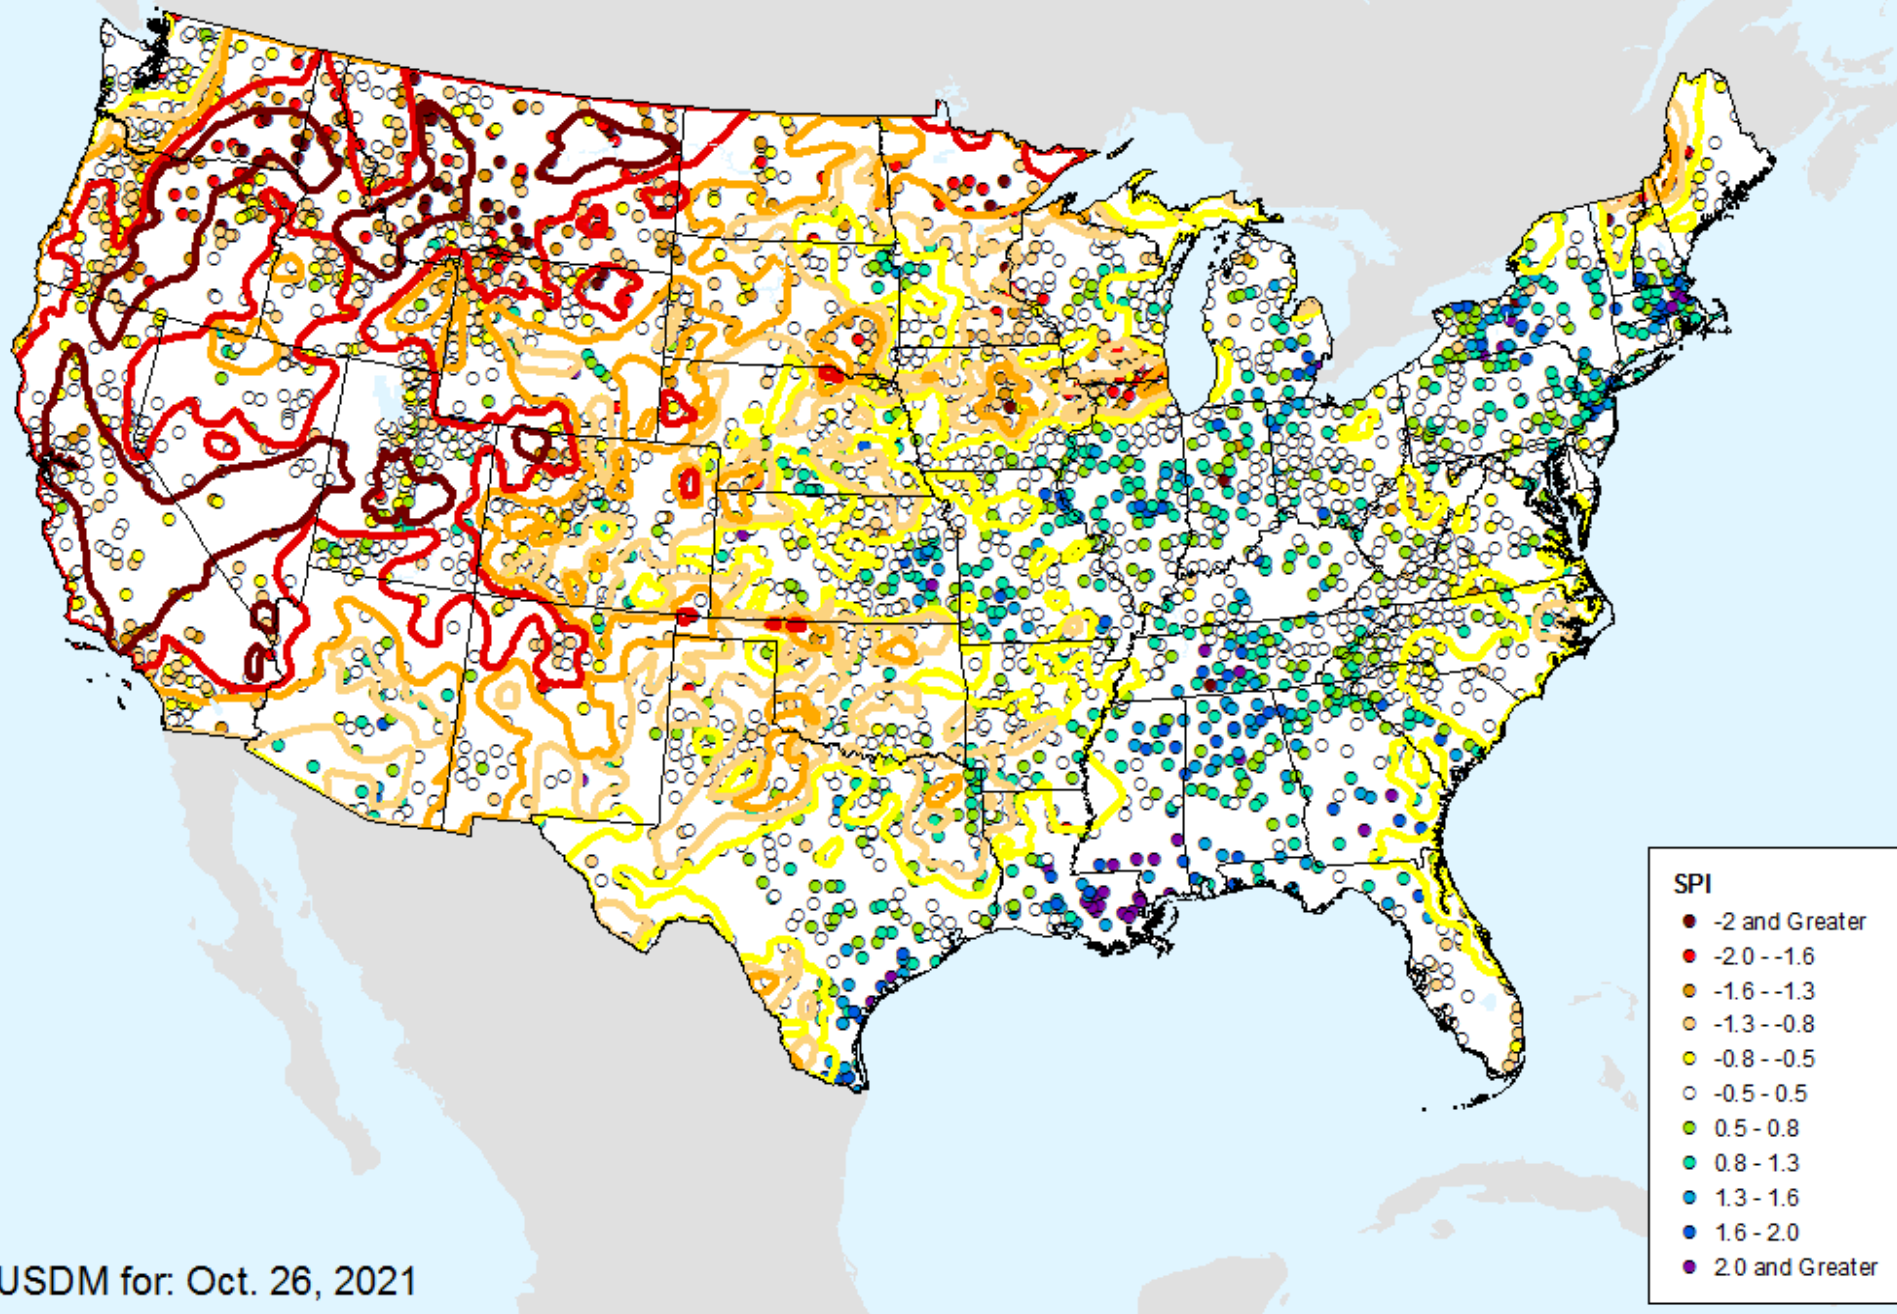 SPI
-2 and Greater
-2.0 - -1.6
-1.6 - -1.3
-1.3 - -0.8
-0.8 - -0.5
-0.5 - 0.5
0.5 - 0.8
0.8 - 1.3
1.3 - 1.6
1.6 - 2.0
2.0 and Greater
USDM for: Oct. 26, 2021